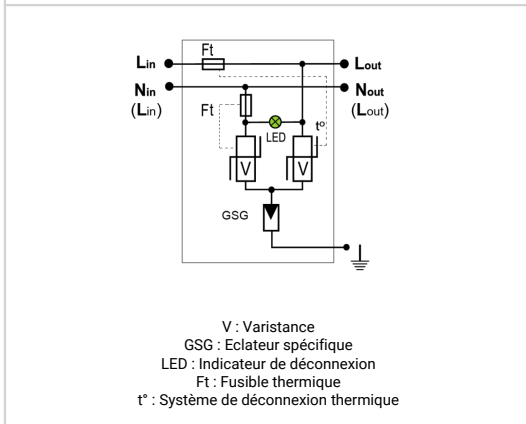 Ft
Lin
Lout
Nin
Nout
(Lin)
Ft
LED
t°
(Lout)
V
V
GSG
V : Varistance
GSG : Eclateur spécifique
LED : Indicateur de déconnexion
Ft : Fusible thermique
t° : Système de déconnexion thermique